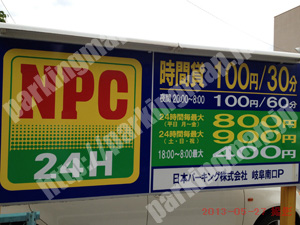 NPC
24H
時間貸 100円/30分
夜間 20:00~8:00 100円/60分
24時間毎最大 (平日 月~金) 800円
24時間毎最大 (土・日・祝) 900円
18:00~8:00最大 400円
日本パーキング株式会社 岐阜南口P